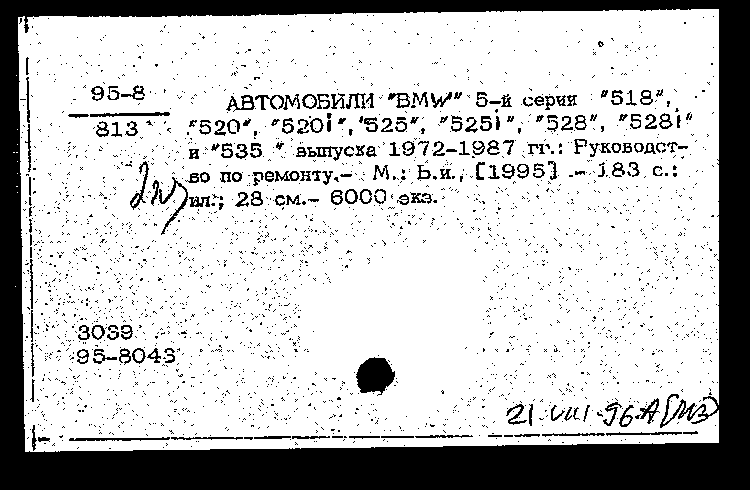 95-8
813
АВТОМОБИЛИ "BMW" 5-й серии "518",
"520", "520i", "525", "525i", "528", "528i"
и "535 " выпуска 1972-1987 гг.: Руководст-
во по ремонту.- М.: Б.и., [1995] .- 183 с.:
ил.; 28 см.- 6000 экз.
3039
95-8043
21.VIII.96.А